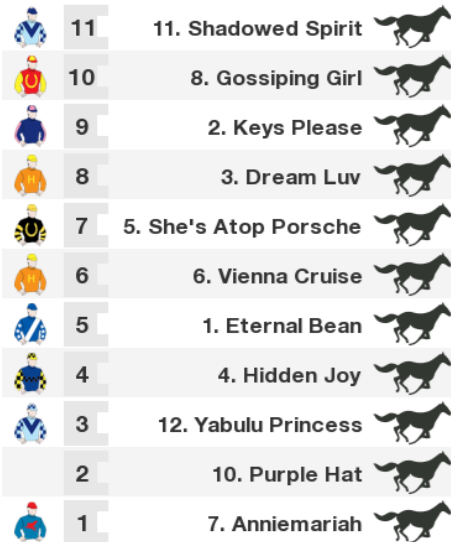 11 11. Shadowed Spirit
10 8. Gossiping Girl
9 2. Keys Please
8 3. Dream Luv
7 5. She's Atop Porsche
6 6. Vienna Cruise
5 1. Eternal Bean
4 4. Hidden Joy
3 12. Yabulu Princess
2 10. Purple Hat
1 7. Anniemariah